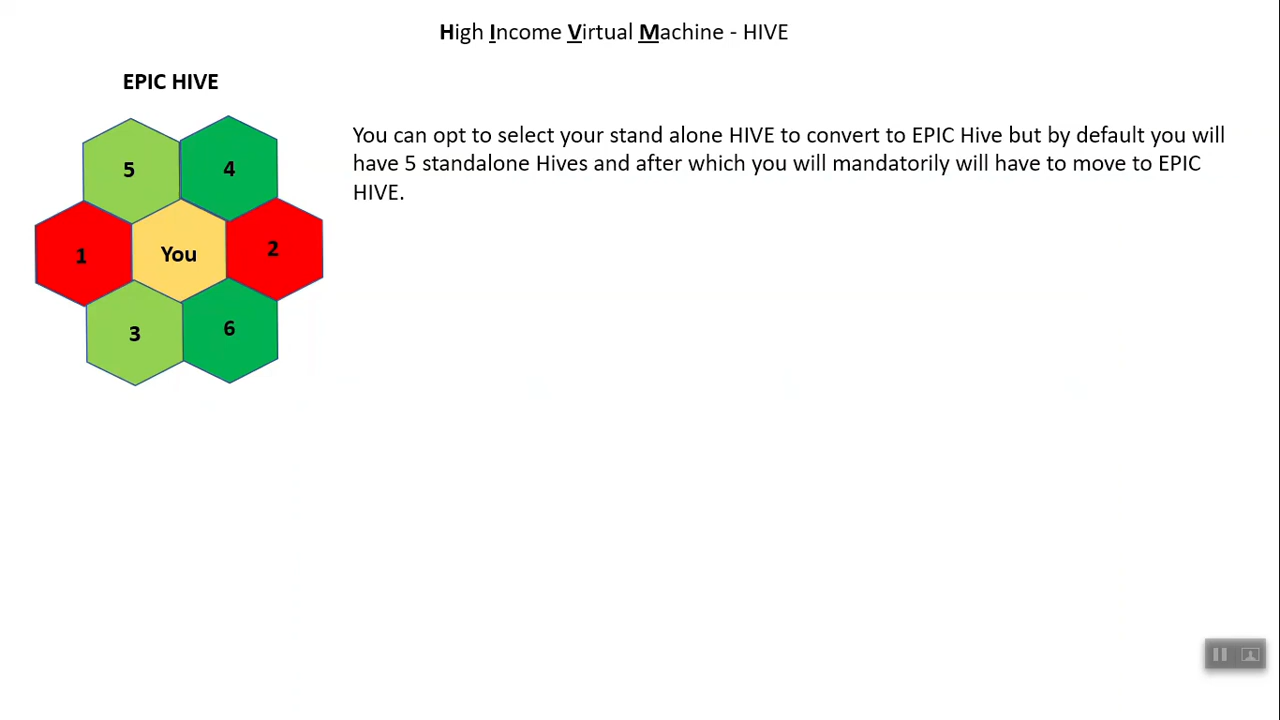 High Income Virtual Machine - HIVE
EPIC HIVE
You can opt to select your stand alone HIVE to convert to EPIC Hive but by default you will
have 5 standalone Hives and after which you will mandatorily will have to move to EPIC
HIVE.
5
4
1
You
2
3
6